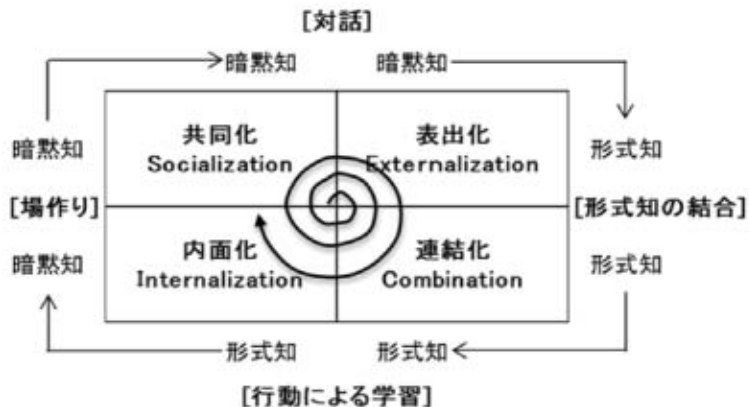 [対話]
暗黙知 暗黙知
共同化 表出化
暗黙知 Socialization Externalization 形式知
[場作り] [形式知の結合]
暗黙知 内面化 連結化 形式知
Internalization Combination
形式知 形式知
[行動による学習]